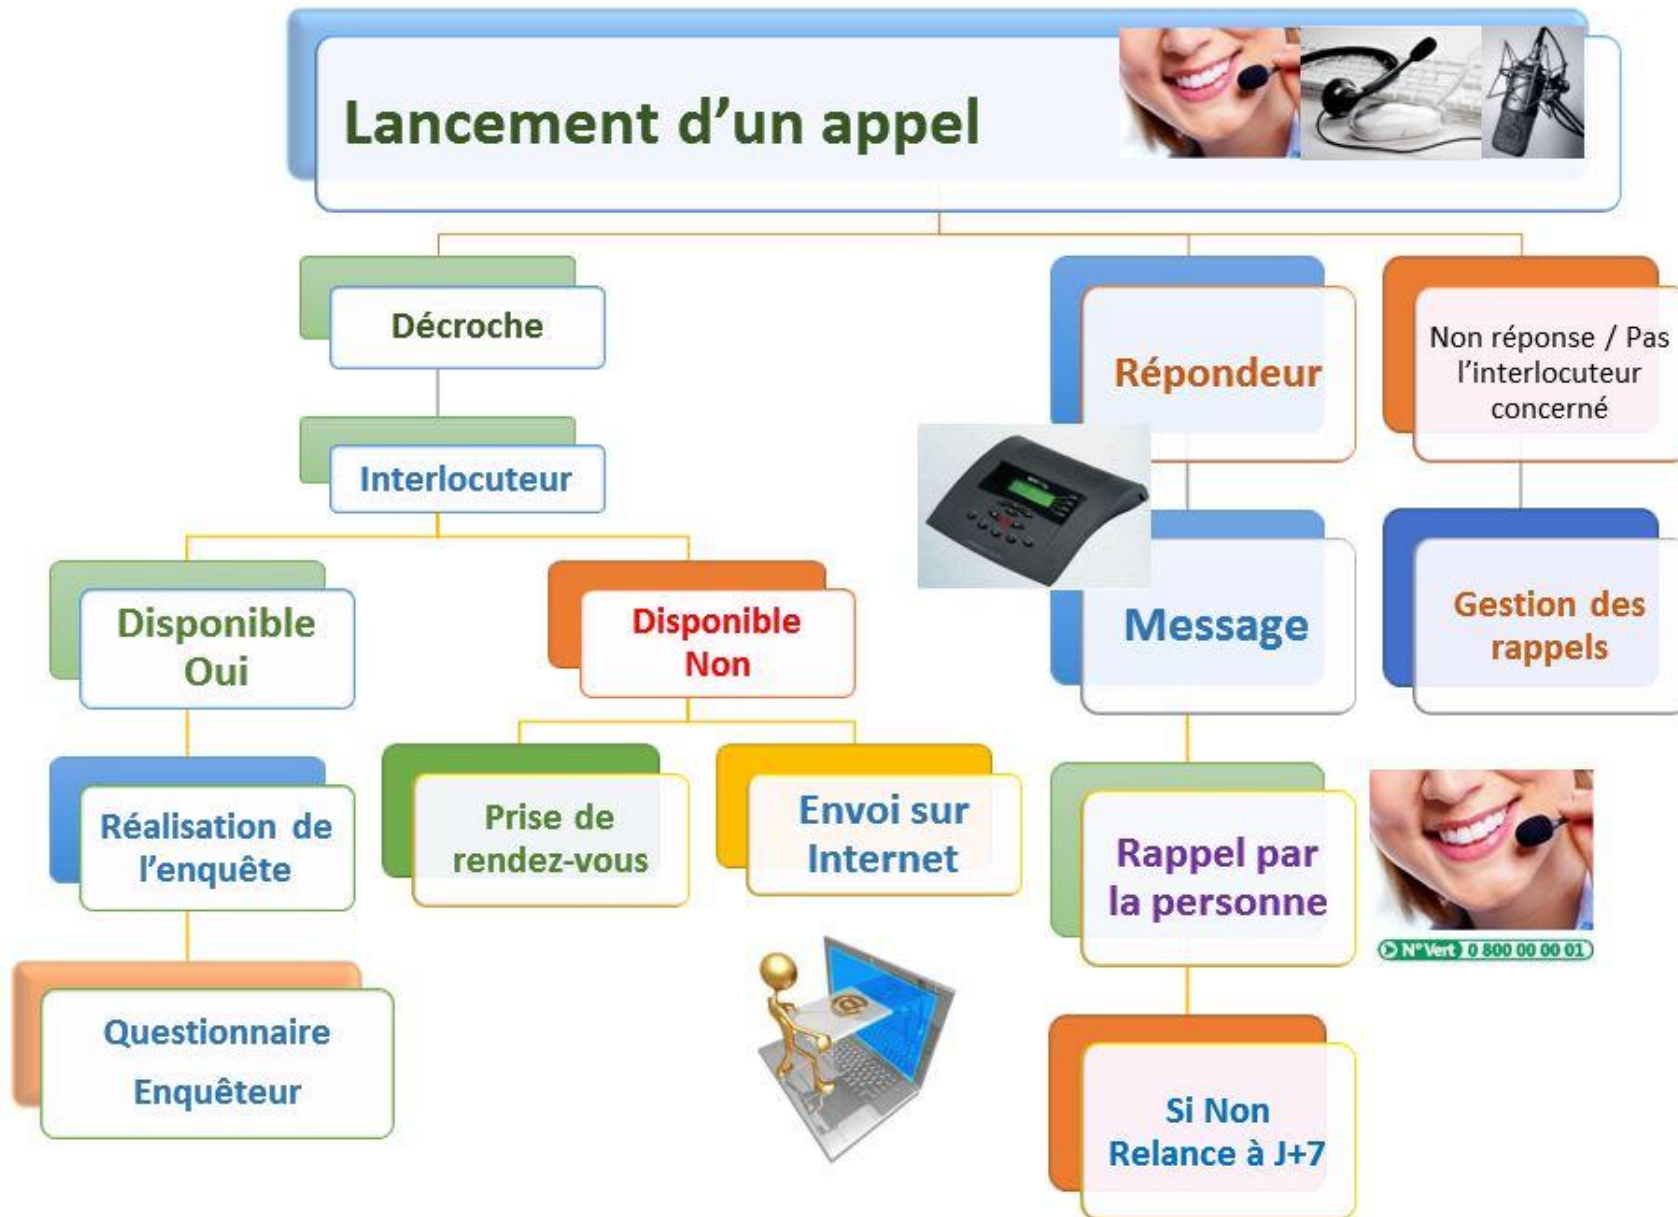 Lancement d'un appel
Décroche
Répondeur
Non réponse / Pas
l'interlocuteur
concerné
Interlocuteur
Disponible
Oui
Disponible
Non
Message
Gestion des
rappels
Réalisation de
l'enquête
Prise de
rendez-vous
Envoi sur
Internet
Rappel par
la personne
N° Vert 0 800 00 00 01
Questionnaire
Enquêteur
@
Si Non
Relance à J+7